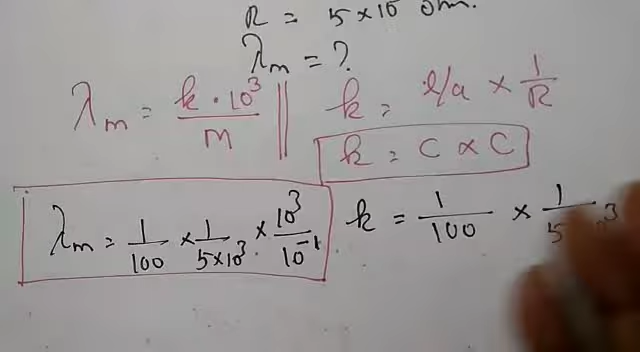 R = 5 × 10 ohm.
λm = ?
λm = k · 10³ / M
k = l/a × 1/R
k = C ∝ C
λm = 1/100 × 1/5×10³ × 10³/10⁻¹
k = 1/100 × 1/5 3